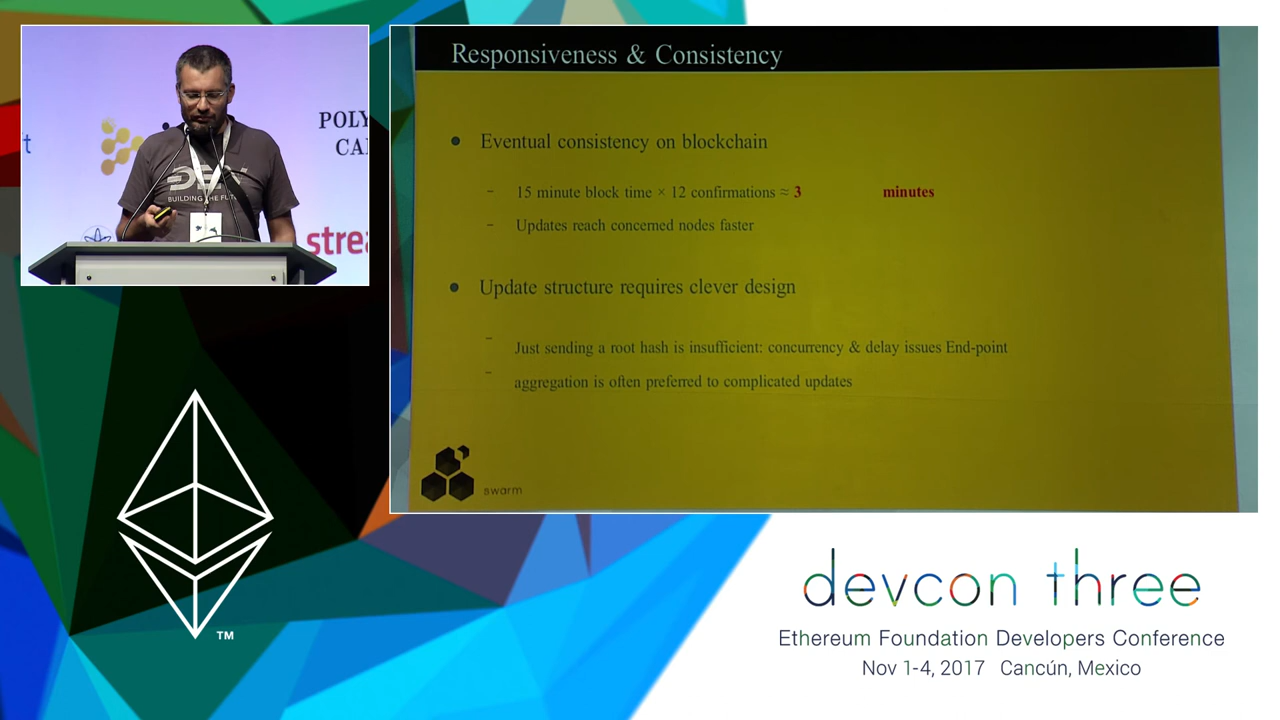 Responsiveness & Consistency
• Eventual consistency on blockchain
– 15 minute block time × 12 confirmations ≈ 3 minutes
– Updates reach concerned nodes faster
• Update structure requires clever design
– Just sending a root hash is insufficient: concurrency & delay issues End-point
– aggregation is often preferred to complicated updates
swarm
POLY
CA
BUILDING THE FUT
t
strea
TM
devcon three
Ethereum Foundation Developers Conference
Nov 1-4, 2017 Cancún, Mexico